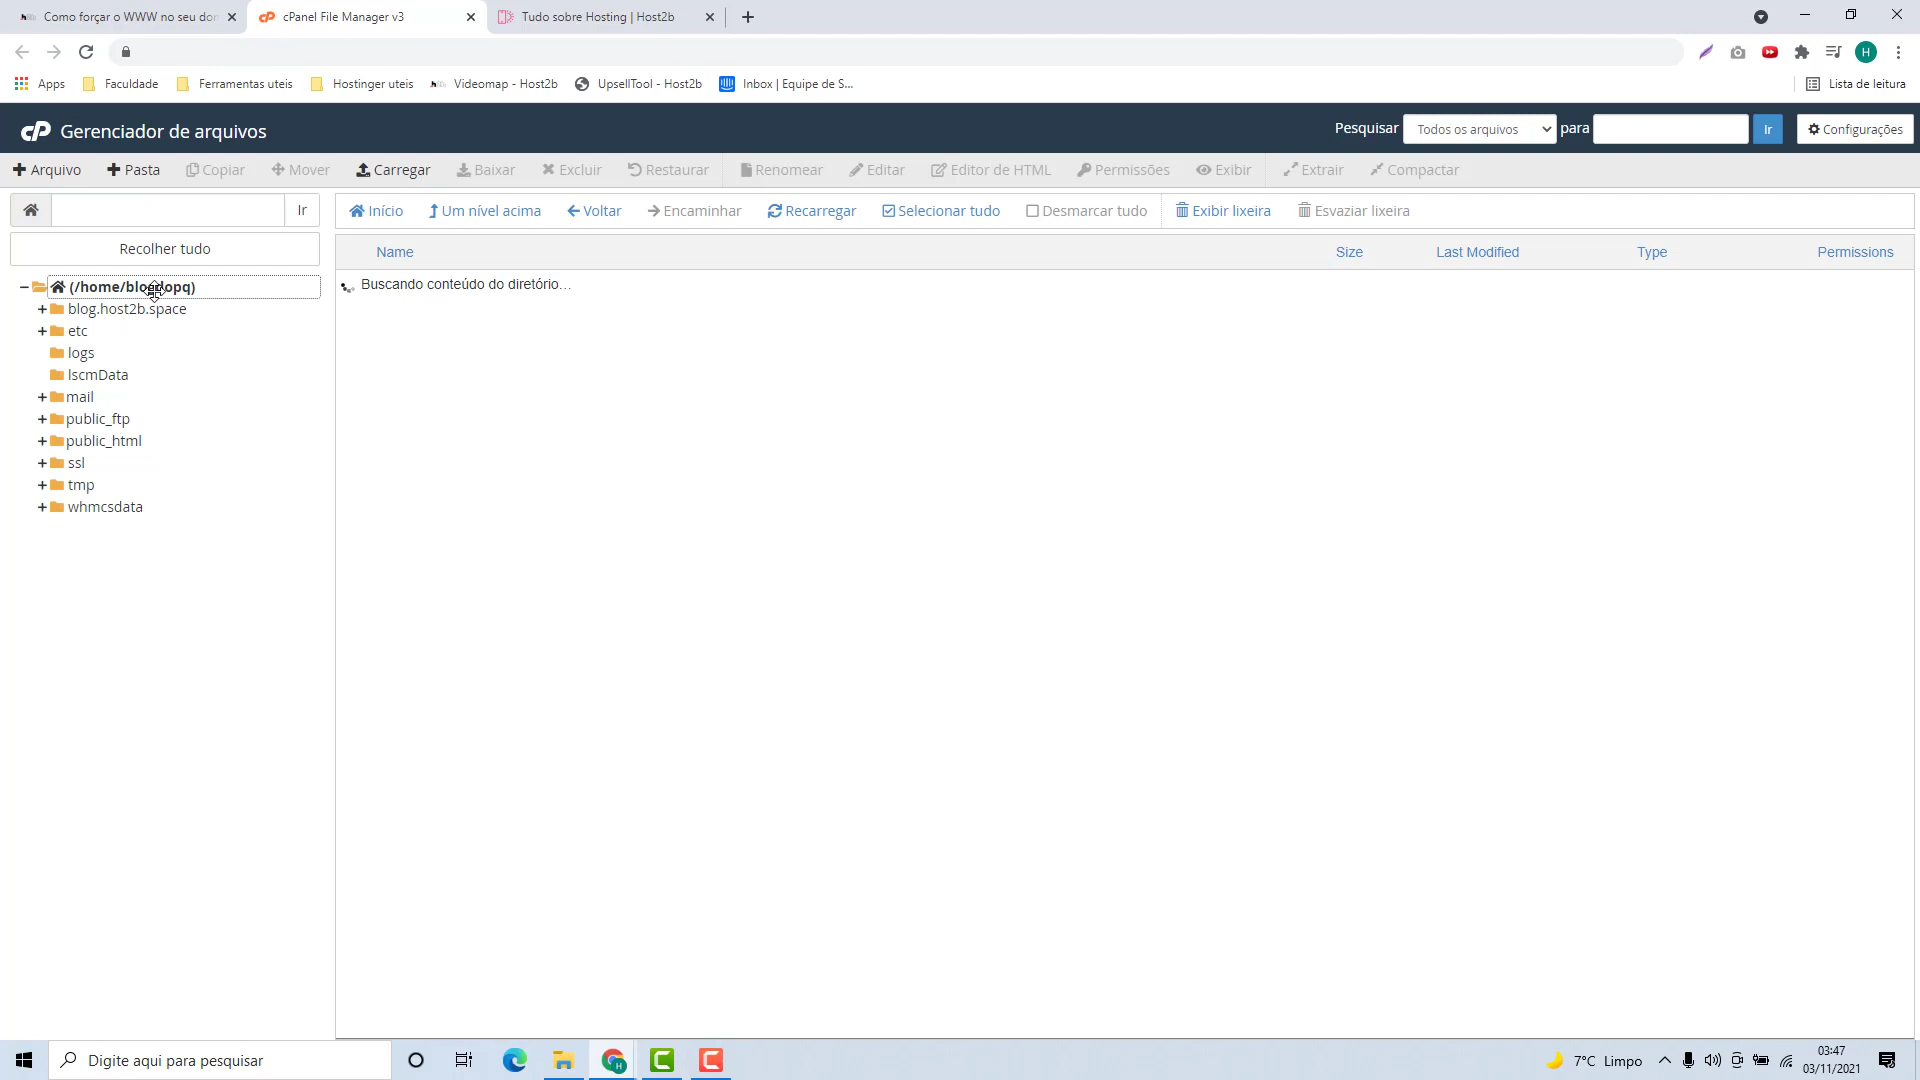 Como forçar o WWW no seu dom
cPanel File Manager v3
Tudo sobre Hosting | Host2b
Apps
Faculdade
Ferramentas uteis
Hostinger uteis
Videomap - Host2b
UpsellTool - Host2b
Inbox | Equipe de S...
Lista de leitura
H
cP Gerenciador de arquivos
Pesquisar
Todos os arquivos
para
Ir
Configurações
Arquivo
Pasta
Copiar
Mover
Carregar
Baixar
Excluir
Restaurar
Renomear
Editar
Editor de HTML
Permissões
Exibir
Extrair
Compactar
Ir
Início
Um nível acima
Voltar
Encaminhar
Recarregar
Selecionar tudo
Desmarcar tudo
Exibir lixeira
Esvaziar lixeira
Recolher tudo
Name
Size
Last Modified
Type
Permissions
Buscando conteúdo do diretório...
blog.host2b.space
etc
logs
lscmData
mail
public_ftp
public_html
ssl
tmp
whmcsdata
Digite aqui para pesquisar
7°C Limpo
03:47
03/11/2021